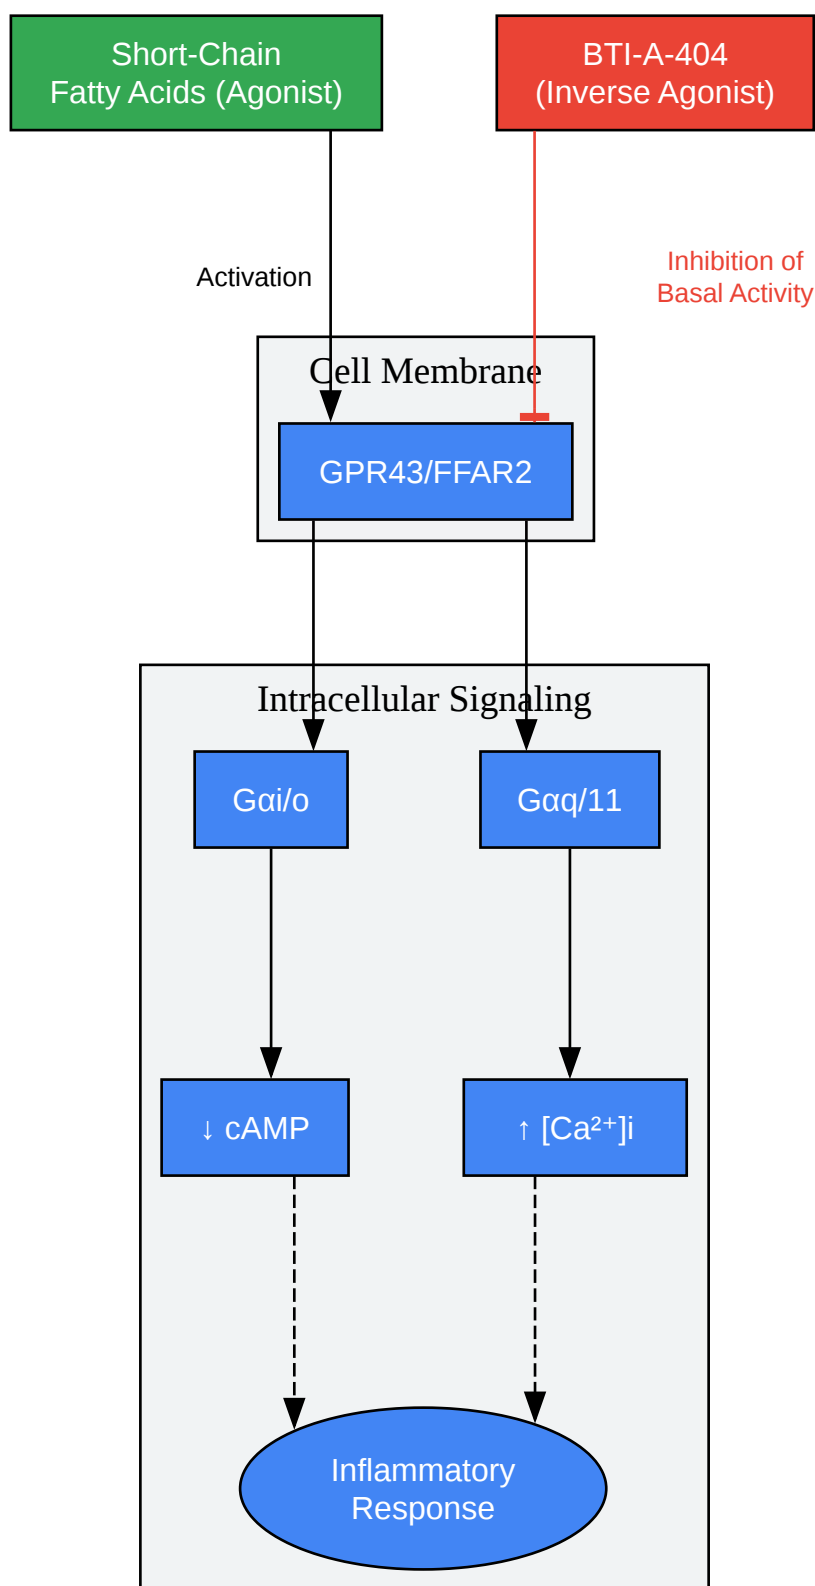 Short-Chain
Fatty Acids (Agonist)
BTI-A-404
(Inverse Agonist)
Activation
Inhibition of
Basal Activity
Cell Membrane
GPR43/FFAR2
Intracellular Signaling
Gαi/o
Gαq/11
↓ cAMP
↑ [Ca²⁺]i
Inflammatory
Response